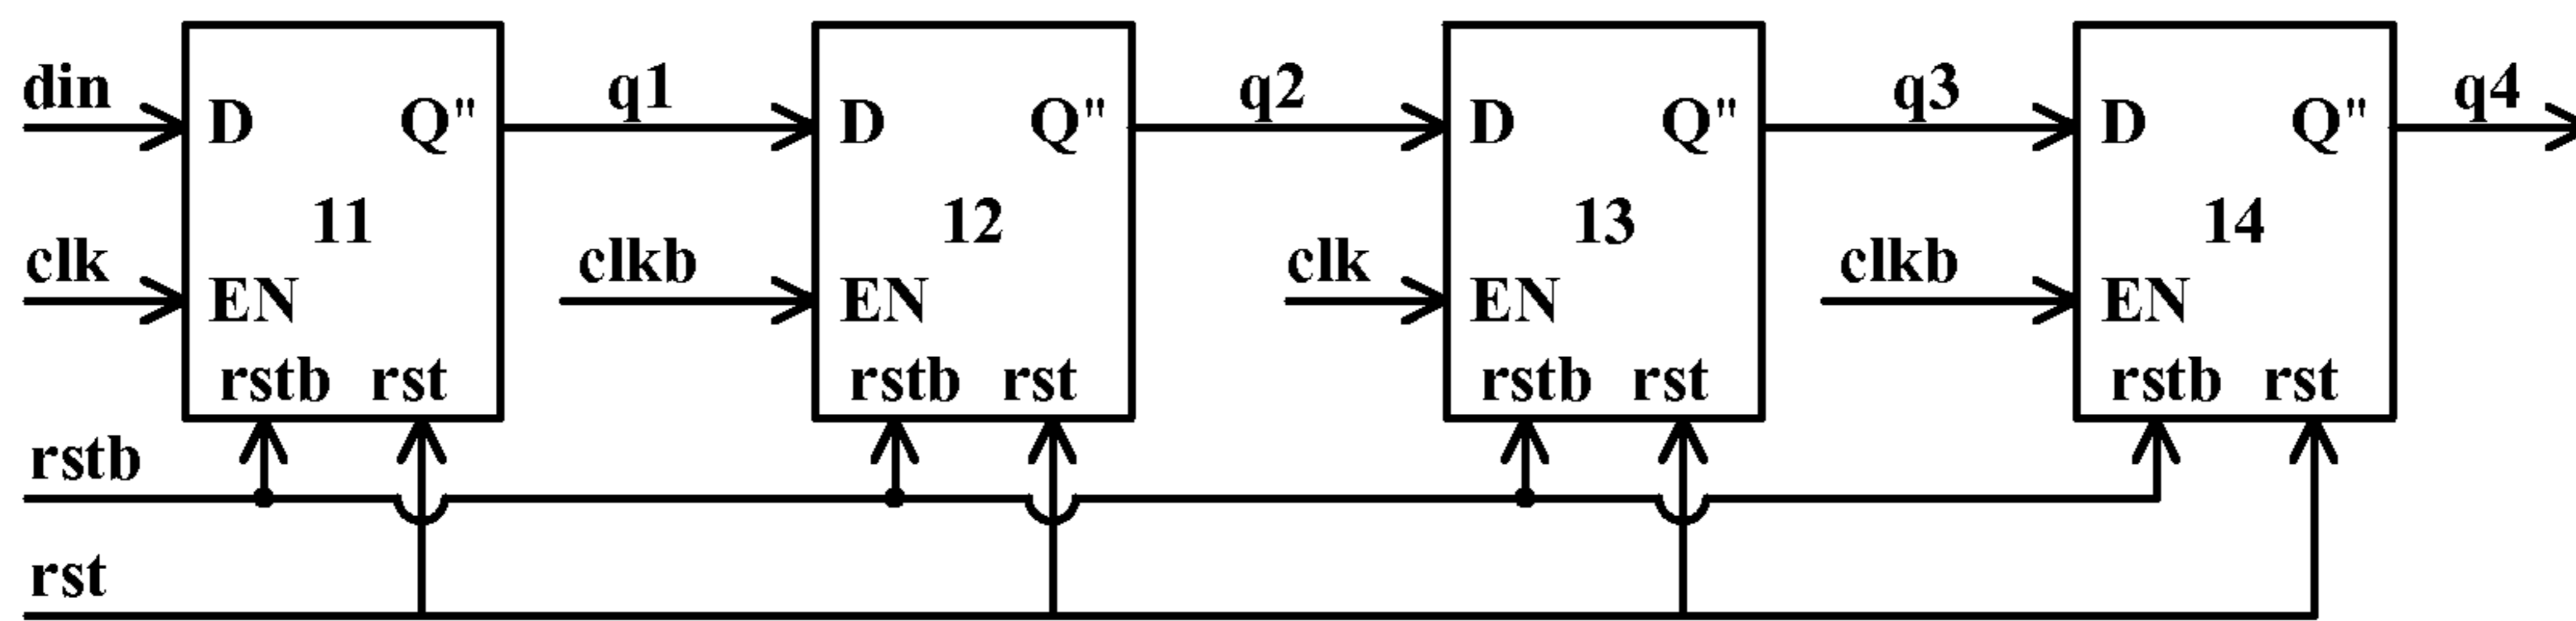 din q1 q2 q3 q4
D Q" D Q" D Q" D Q"
11 12 13 14
clk clkb clk clkb
EN EN EN EN
rstb rst rstb rst rstb rst rstb rst
rstb
rst